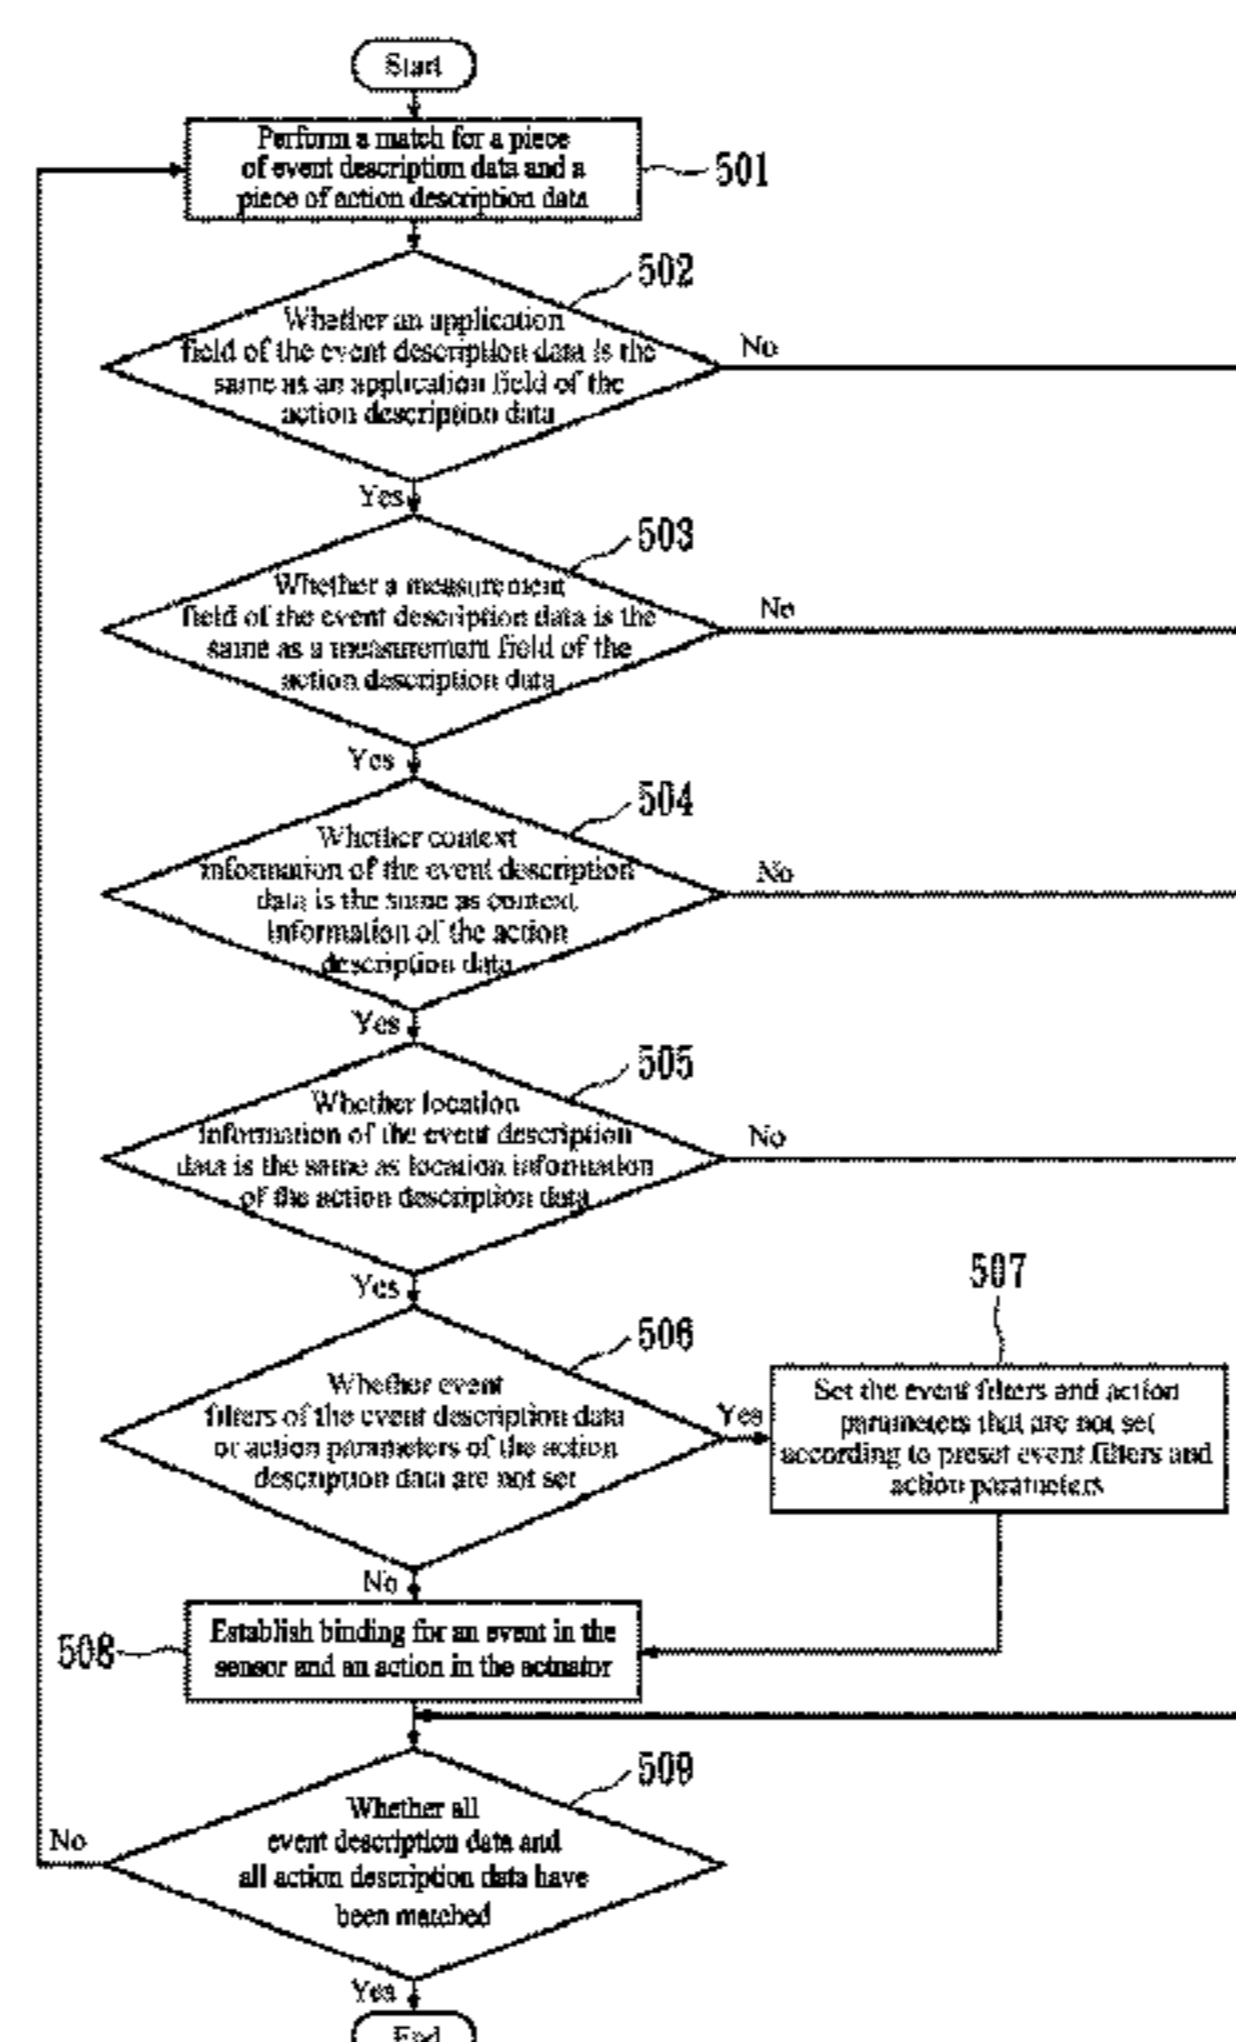 Start
Perform a match for a piece
of event description data and a
piece of action description data
501
502
Whether an application
field of the event description data is the
same as an application field of the
action description data
No
Yes
503
Whether a measurement
field of the event description data is the
same as a measurement field of the
action description data
No
Yes
504
Whether context
information of the event description
data is the same as context
information of the action
description data
No
Yes
505
Whether location
information of the event description
data is the same as location information
of the action description data
No
Yes
506
Whether event
filters of the event description data
or action parameters of the action
description data are not set
Yes
507
Set the event filters and action
parameters that are not set
according to preset event filters and
action parameters
No
508
Establish binding for an event in the
sensor and an action in the actuator
509
Whether all
event description data and
all action description data have
been matched
No
Yes
End